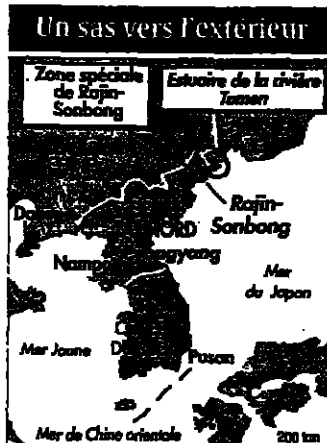 Un sas vers l'extérieur
Zone spéciale
de Rajin-
Sonbong
Estuaire de la rivière
Tumen
Rajin-
Sonbong
NORD
Mer
du Japon
Mer Jaune
Pusan
Mer de Chine orientale
200 km